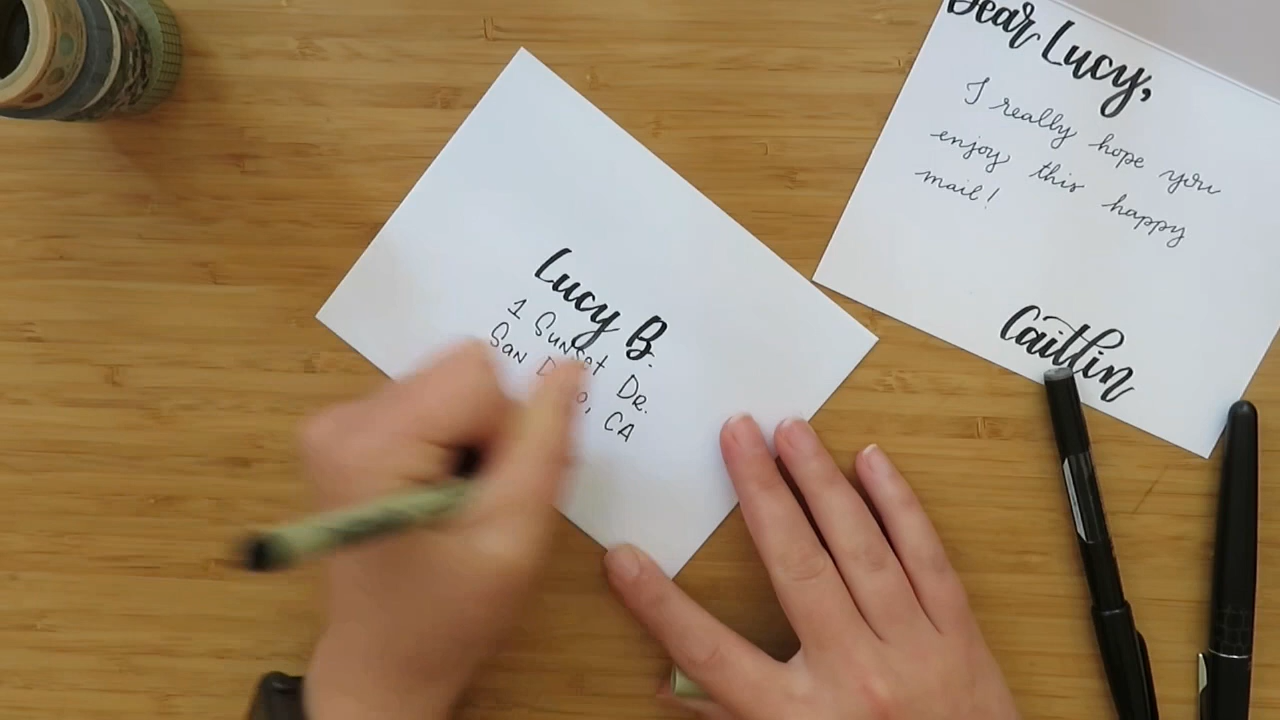 Dear Lucy,
I really hope you
enjoy this happy
mail!
Caitlin
Lucy B.
1 Sunset Dr.
San CA